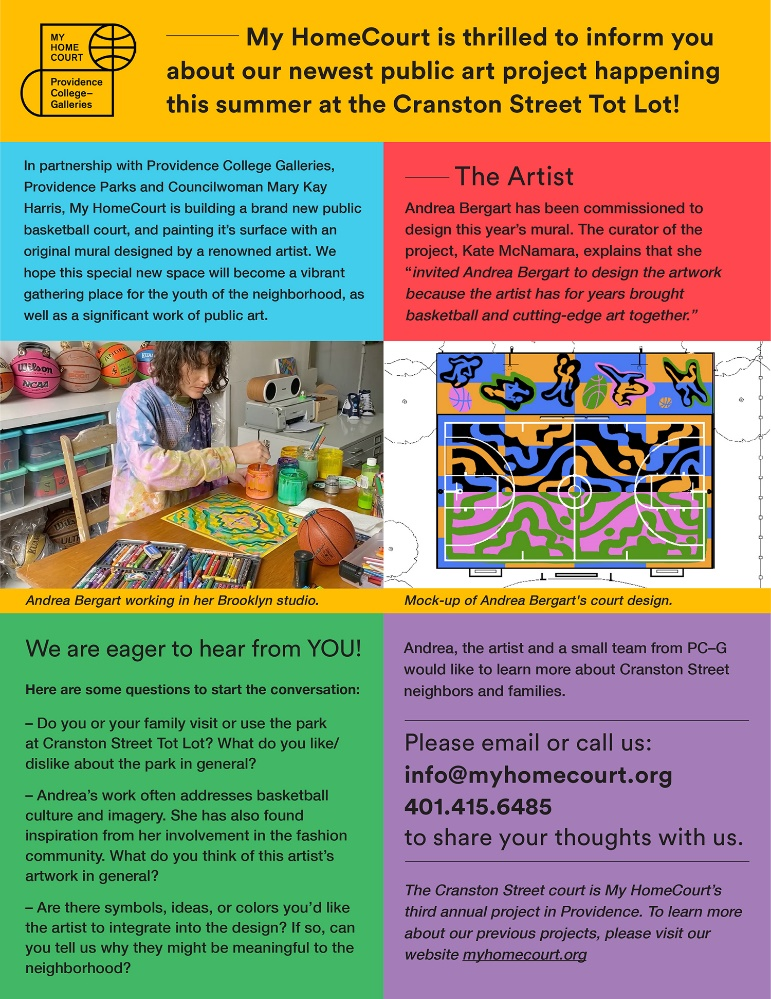 MY
HOME
COURT
Providence
College–
Galleries
My HomeCourt is thrilled to inform you
about our newest public art project happening
this summer at the Cranston Street Tot Lot!
In partnership with Providence College Galleries,
Providence Parks and Councilwoman Mary Kay
Harris, My HomeCourt is building a brand new public
basketball court, and painting it's surface with an
original mural designed by a renowned artist. We
hope this special new space will become a vibrant
gathering place for the youth of the neighborhood, as
well as a significant work of public art.
The Artist
Andrea Bergart has been commissioned to
design this year's mural. The curator of the
project, Kate McNamara, explains that she
"invited Andrea Bergart to design the artwork
because the artist has for years brought
basketball and cutting-edge art together."
Wilson
NCAA
Andrea Bergart working in her Brooklyn studio.
Mock-up of Andrea Bergart's court design.
We are eager to hear from YOU!
Here are some questions to start the conversation:
– Do you or your family visit or use the park
at Cranston Street Tot Lot? What do you like/
dislike about the park in general?
– Andrea's work often addresses basketball
culture and imagery. She has also found
inspiration from her involvement in the fashion
community. What do you think of this artist's
artwork in general?
– Are there symbols, ideas, or colors you'd like
the artist to integrate into the design? If so, can
you tell us why they might be meaningful to the
neighborhood?
Andrea, the artist and a small team from PC–G
would like to learn more about Cranston Street
neighbors and families.
Please email or call us:
info@myhomecourt.org
401.415.6485
to share your thoughts with us.
The Cranston Street court is My HomeCourt's
third annual project in Providence. To learn more
about our previous projects, please visit our
website myhomecourt.org